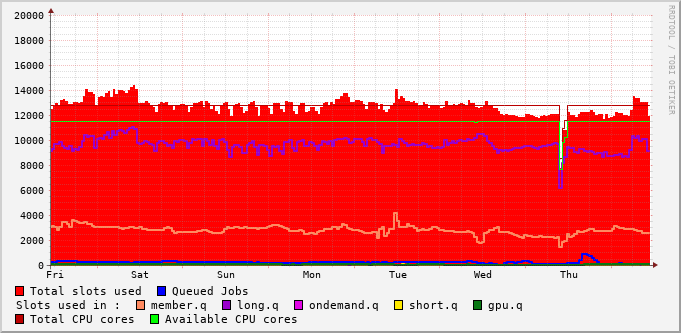 RRDTOOL / TOBI OETIKER
20000
18000
16000
14000
12000
10000
8000
6000
4000
2000
0
Fri Sat Sun Mon Tue Wed Thu
Total slots used Queued Jobs
Slots used in : member.q long.q ondemand.q short.q gpu.q
Total CPU cores Available CPU cores